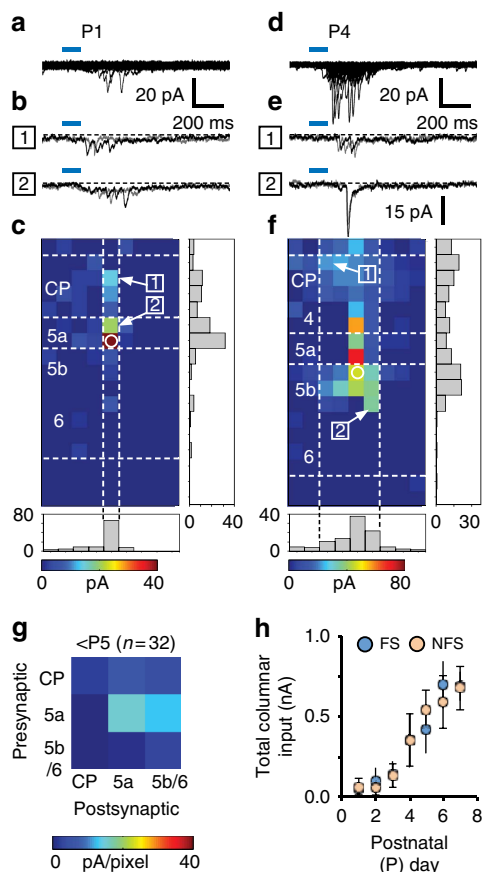 a P1 d P4
20 pA 20 pA
b 200 ms e 200 ms
1 1
2 2
15 pA
c f
CP 1 CP 1
2 4
5a 5a
5b 5b
6 2
6
80 40
0 0 40 0 0 30
0 pA 40 0 pA 80
g h
<P5 (n=32) FS NFS
Presynaptic CP 5a 5b/6
CP 5a 5b/6
Postsynaptic
0 pA/pixel 40
Total columnar input (nA)
1.0
0.5
0.0
0 2 4 6 8
Postnatal (P) day